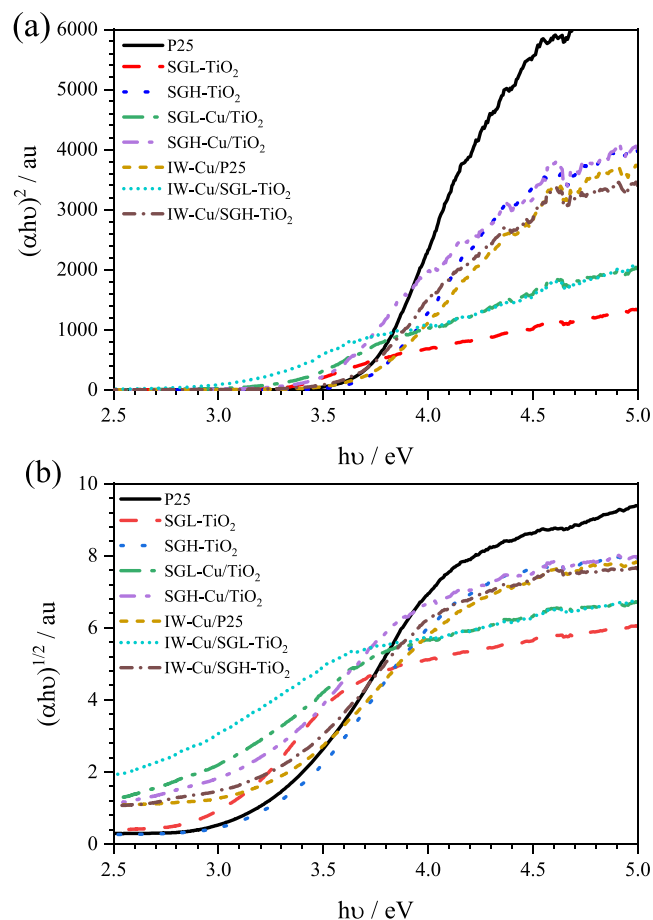 (a)
6000
5000
4000
3000
2000
1000
0
(αhυ)² / au
P25
SGL-TiO₂
SGH-TiO₂
SGL-Cu/TiO₂
SGH-Cu/TiO₂
IW-Cu/P25
IW-Cu/SGL-TiO₂
IW-Cu/SGH-TiO₂
2.5 3.0 3.5 4.0 4.5 5.0
hυ / eV
(b)
10
8
6
4
2
0
(αhυ)¹/² / au
P25
SGL-TiO₂
SGH-TiO₂
SGL-Cu/TiO₂
SGH-Cu/TiO₂
IW-Cu/P25
IW-Cu/SGL-TiO₂
IW-Cu/SGH-TiO₂
2.5 3.0 3.5 4.0 4.5 5.0
hυ / eV